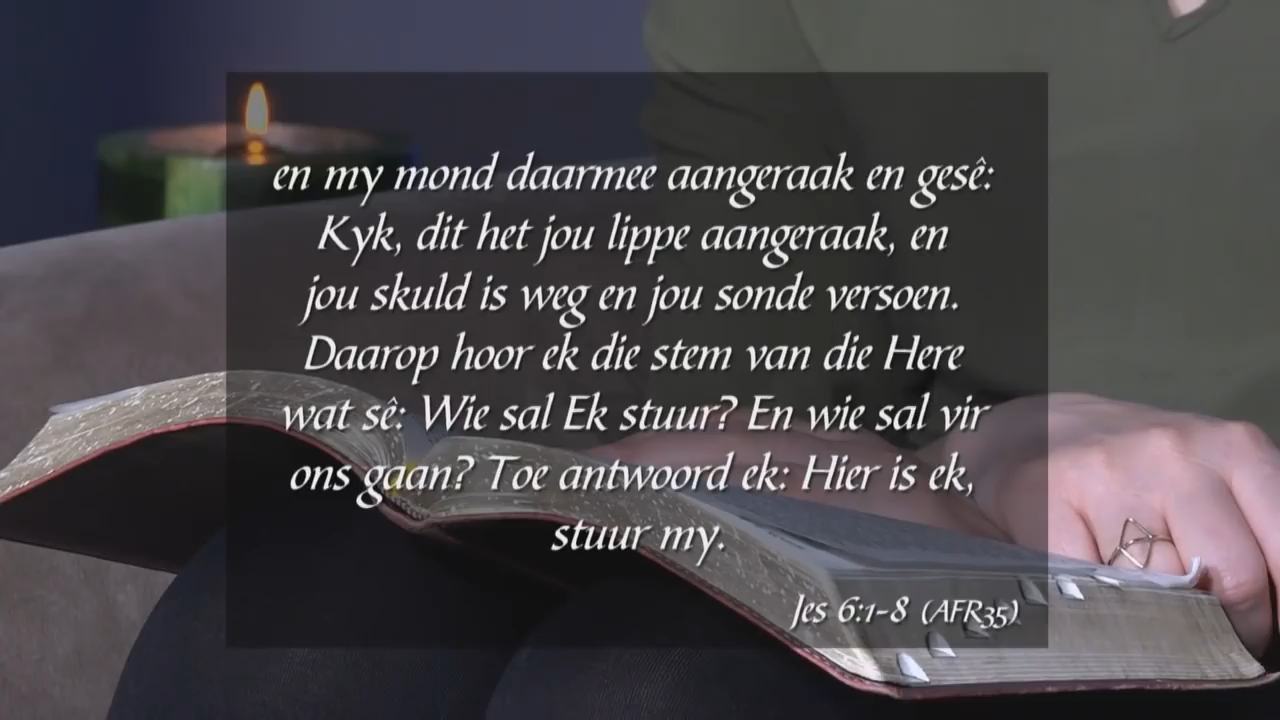 en my mond daarmee aangeraak en gesê:
Kyk, dit het jou lippe aangeraak, en
jou skuld is weg en jou sonde versoen.
Daarop hoor ek die stem van die Here
wat sê: Wie sal Ek stuur? En wie sal vir
ons gaan? Toe antwoord ek: Hier is ek,
stuur my.
Jes 6:1-8 (AFR35)